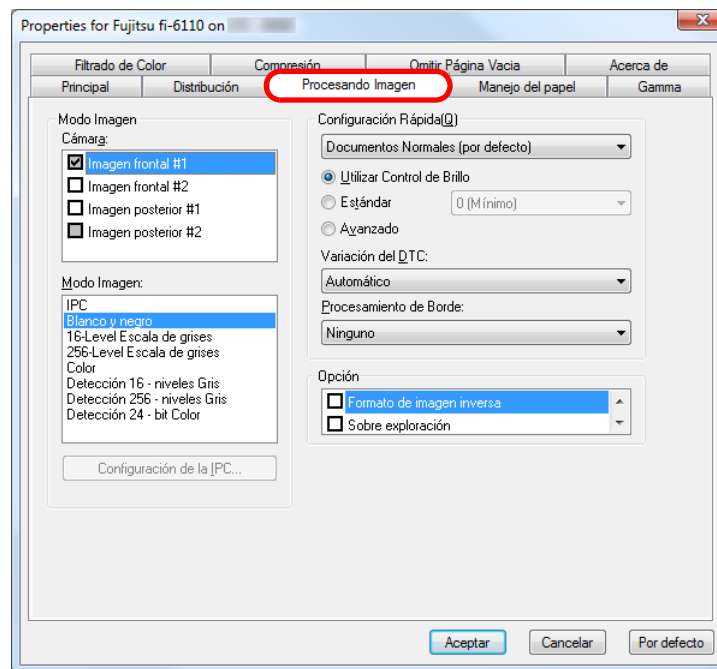 Properties for Fujitsu fi-6110 on
Filtrado de Color Compresión Omitir Página Vacia Acerca de
Principal Distribución Procesando Imagen Manejo del papel Gamma
Modo Imagen
Cámara:
Imagen frontal #1
Imagen frontal #2
Imagen posterior #1
Imagen posterior #2
Modo Imagen:
IPC
Blanco y negro
16-Level Escala de grises
256-Level Escala de grises
Color
Detección 16 - niveles Gris
Detección 256 - niveles Gris
Detección 24 - bit Color
Configuración de la IPC...
Configuración Rápida(Q)
Documentos Normales (por defecto)
Utilizar Control de Brillo
Estándar 0 (Mínimo)
Avanzado
Variación del DTC:
Automático
Procesamiento de Borde:
Ninguno
Opción
Formato de imagen inversa
Sobre exploración
Aceptar Cancelar Por defecto